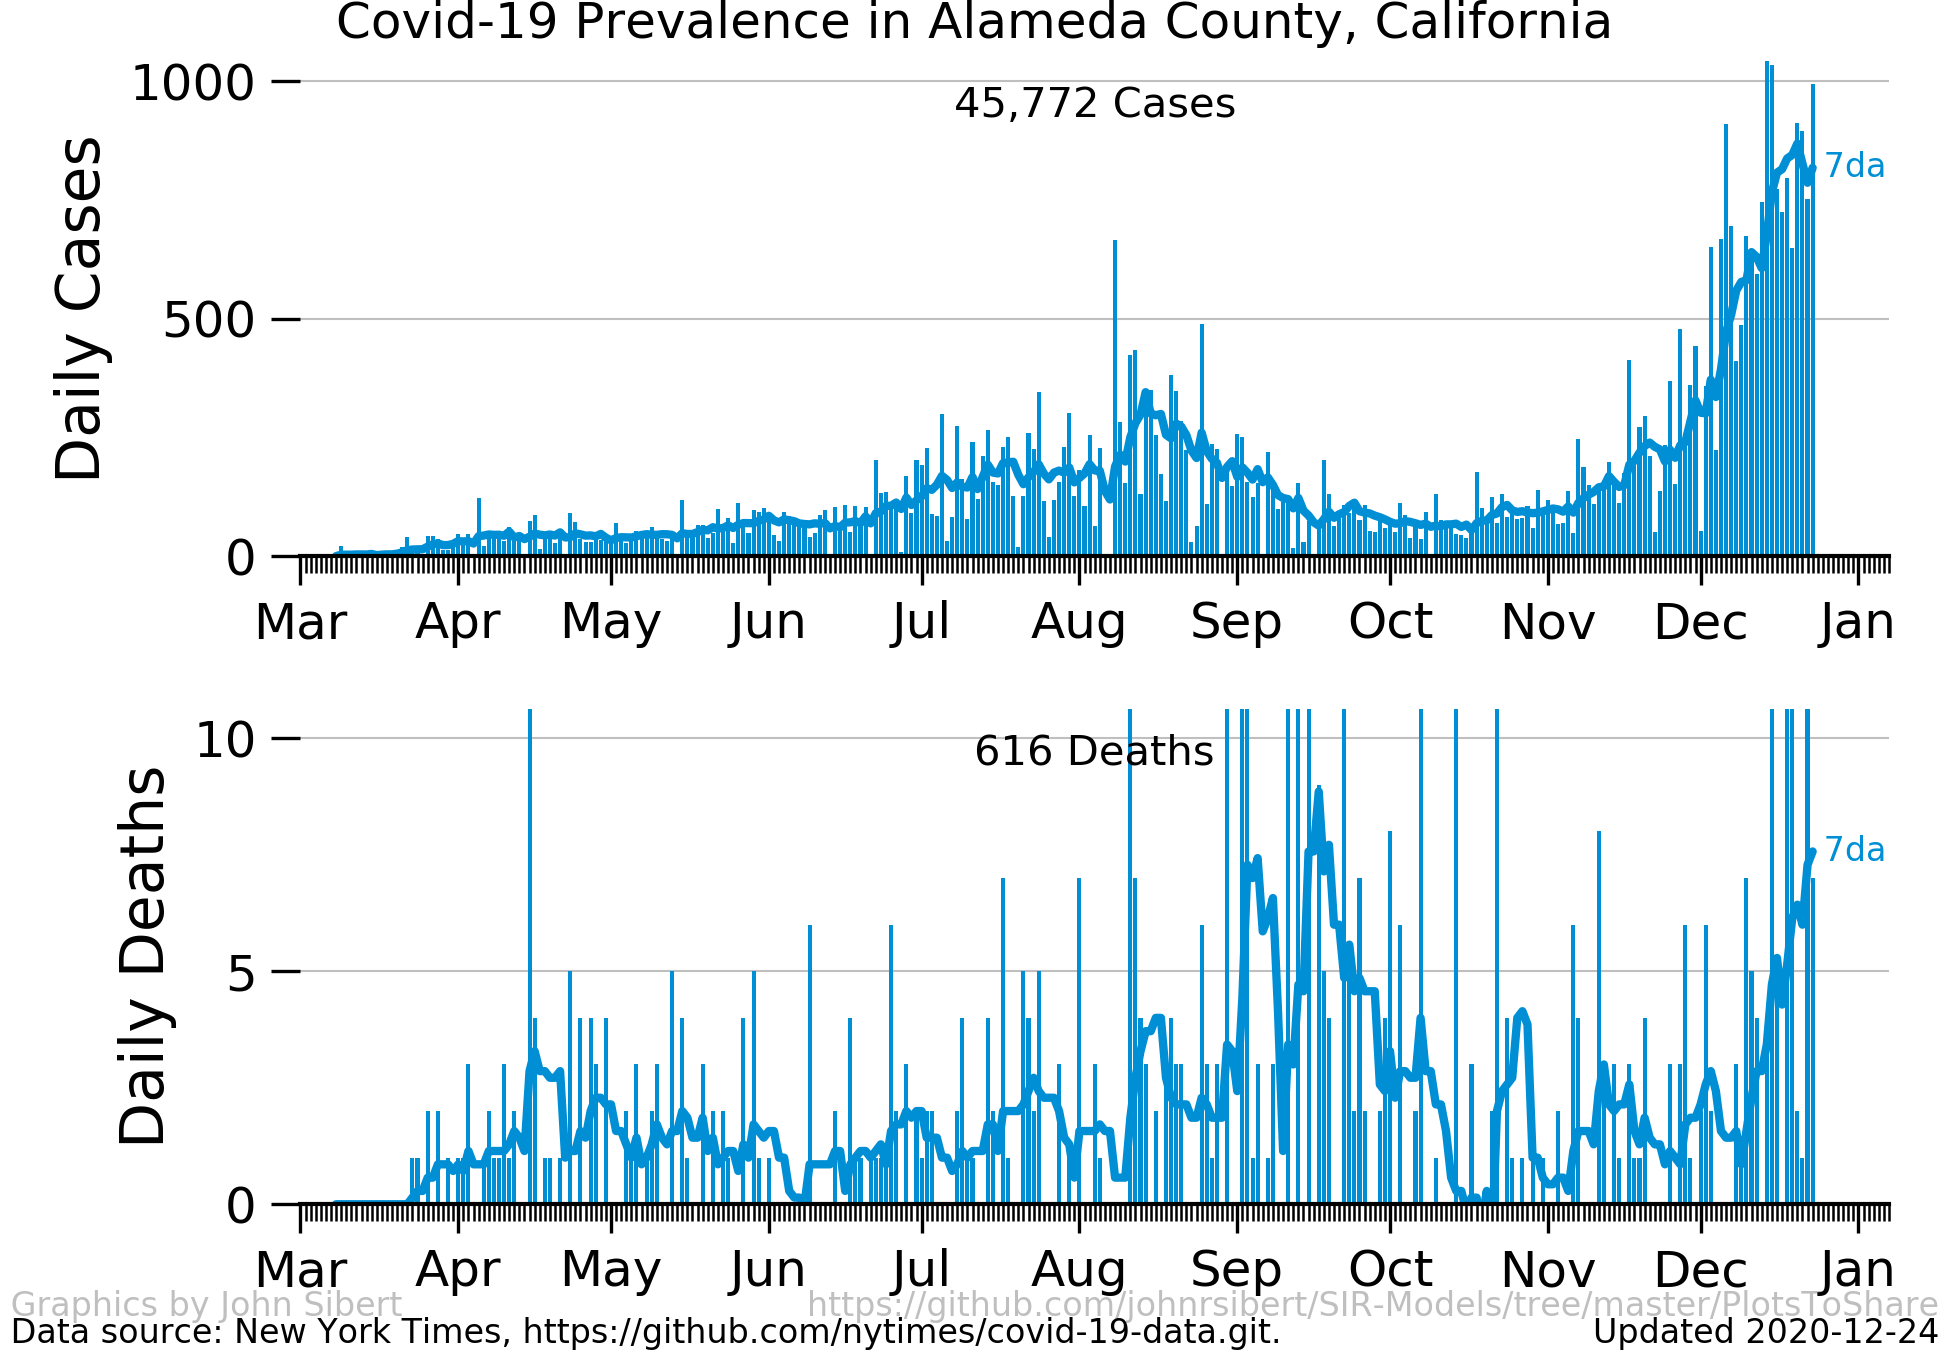 Covid-19 Prevalence in Alameda County, California
1000
45,772 Cases
7da
500
Daily Cases
0
Mar Apr May Jun Jul Aug Sep Oct Nov Dec Jan
10
616 Deaths
7da
5
Daily Deaths
0
Mar Apr May Jun Jul Aug Sep Oct Nov Dec Jan
Graphics by John Sibert https://github.com/johnrsibert/SIR-Models/tree/master/PlotsToShare
Data source: New York Times, https://github.com/nytimes/covid-19-data.git. Updated 2020-12-24